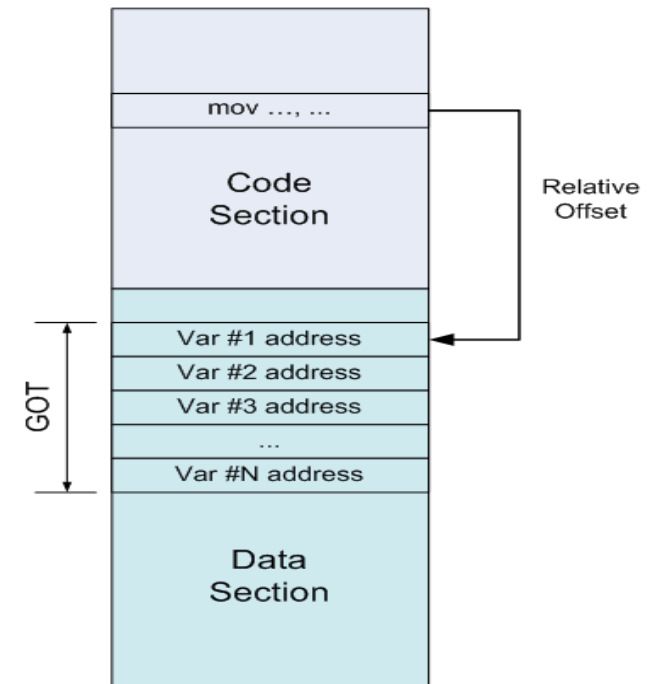 mov ..., ...
Code
Section
Relative
Offset
GOT
Var #1 address
Var #2 address
Var #3 address
...
Var #N address
Data
Section